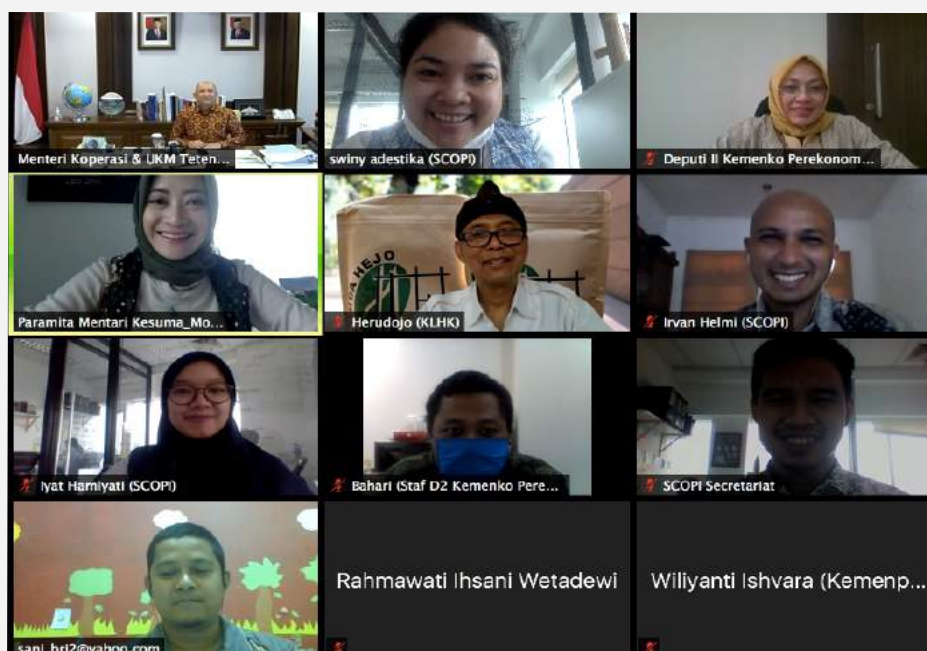 Menteri Koperasi & UKM Teten...
swiny adestika (SCOPI)
Deputi II Kemenko Perekonom...
Paramita Mentari Kesuma_Mo...
HEJO
Herudojo (KLHK)
Irvan Helmi (SCOPI)
Iyat Hamiyati (SCOPI)
Bahari (Staf D2 Kemenko Pere...
SCOPI Secretariat
sani_bri2@yahoo.com
Rahmawati Ihsani Wetadewi
Wiliyanti Ishvara (Kemenp...